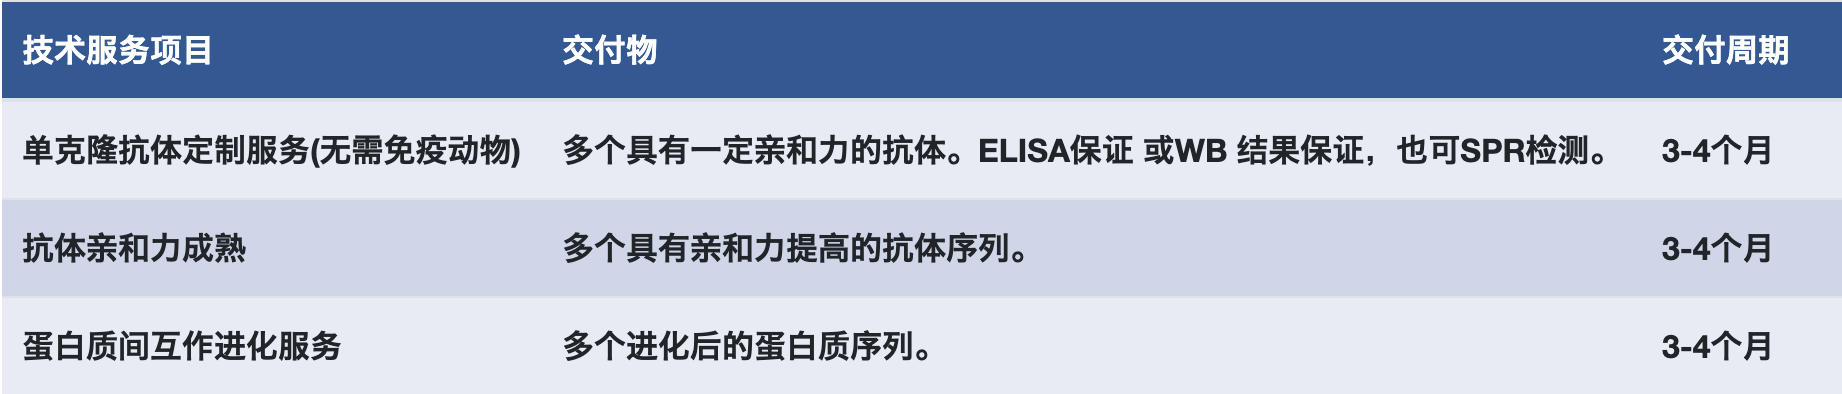 技术服务项目 交付物 交付周期
单克隆抗体定制服务(无需免疫动物) 多个具有一定亲和力的抗体。ELISA保证 或WB 结果保证，也可SPR检测。 3-4个月
抗体亲和力成熟 多个具有亲和力提高的抗体序列。 3-4个月
蛋白质间互作进化服务 多个进化后的蛋白质序列。 3-4个月